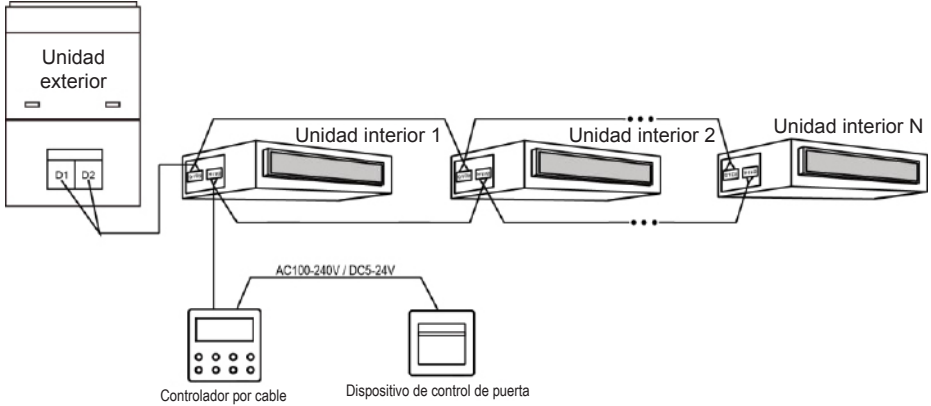 Unidad
exterior
D1 D2
Unidad interior 1
Unidad interior 2
Unidad interior N
AC100-240V / DC5-24V
Controlador por cable
Dispositivo de control de puerta